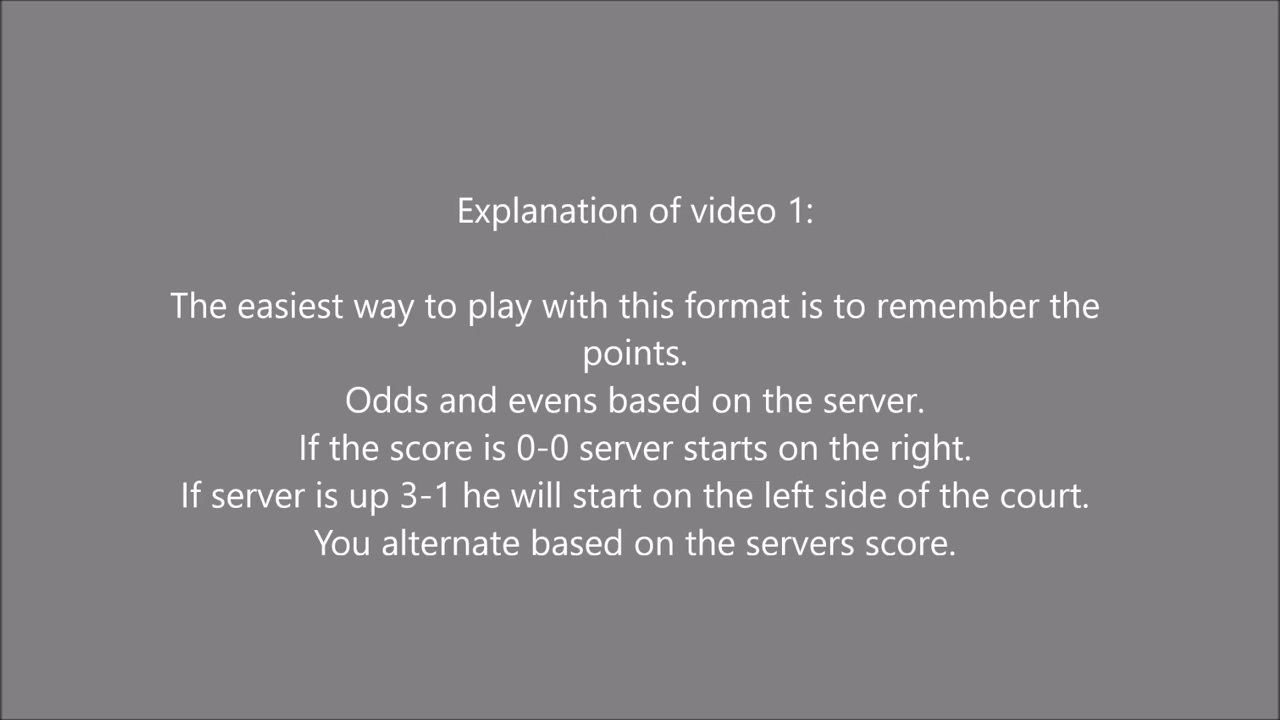 Explanation of video 1:
The easiest way to play with this format is to remember the
points.
Odds and evens based on the server.
If the score is 0-0 server starts on the right.
If server is up 3-1 he will start on the left side of the court.
You alternate based on the servers score.